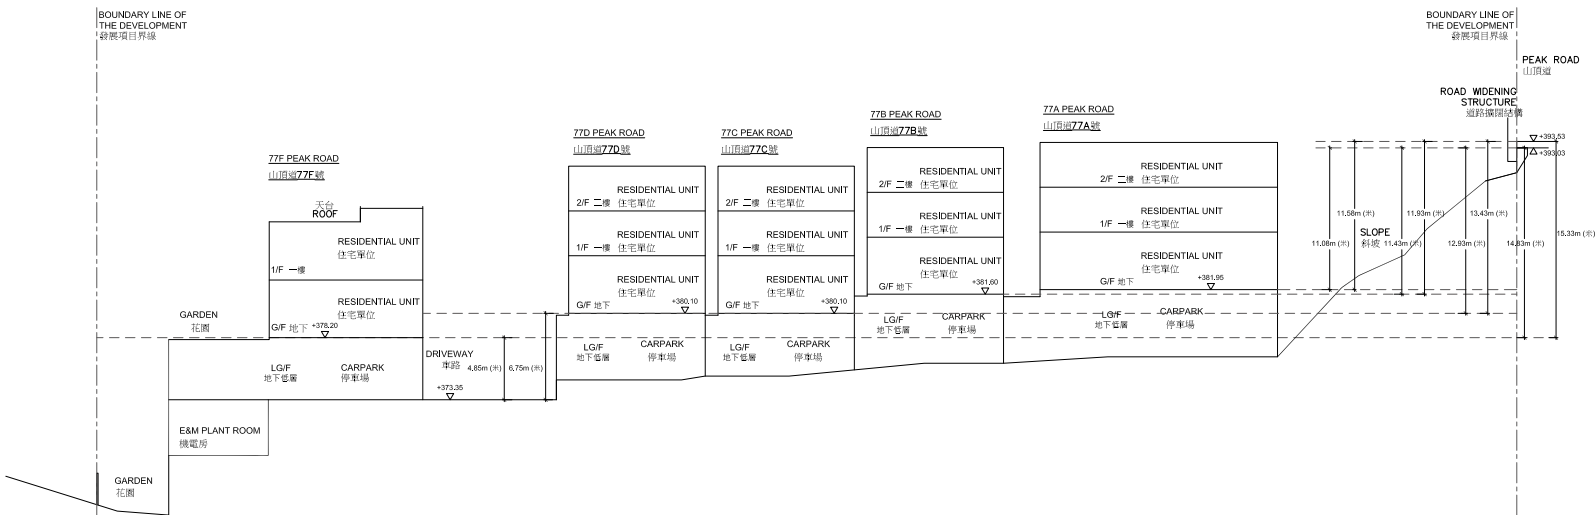 BOUNDARY LINE OF
THE DEVELOPMENT
發展項目界線
BOUNDARY LINE OF
THE DEVELOPMENT
發展項目界線
PEAK ROAD
山頂道
ROAD WIDENING
STRUCTURE
道路擴闊結構
+393.53
+393.03
77F PEAK ROAD
山頂道77F號
天台
ROOF
RESIDENTIAL UNIT
住宅單位
1/F 一樓
RESIDENTIAL UNIT
住宅單位
G/F 地下
+378.20
GARDEN
花園
LG/F
地下低層
CARPARK
停車場
E&M PLANT ROOM
機電房
GARDEN
花園
DRIVEWAY
車路
+373.35
4.85m (米)
6.75m (米)
77D PEAK ROAD
山頂道77D號
RESIDENTIAL UNIT
2/F 二樓 住宅單位
RESIDENTIAL UNIT
1/F 一樓 住宅單位
RESIDENTIAL UNIT
住宅單位
G/F 地下
+380.10
LG/F
地下低層
CARPARK
停車場
77C PEAK ROAD
山頂道77C號
RESIDENTIAL UNIT
2/F 二樓 住宅單位
RESIDENTIAL UNIT
1/F 一樓 住宅單位
RESIDENTIAL UNIT
住宅單位
G/F 地下
+380.10
LG/F
地下低層
CARPARK
停車場
77B PEAK ROAD
山頂道77B號
RESIDENTIAL UNIT
2/F 二樓 住宅單位
RESIDENTIAL UNIT
1/F 一樓 住宅單位
RESIDENTIAL UNIT
住宅單位
G/F 地下
+381.60
LG/F
地下低層
CARPARK
停車場
77A PEAK ROAD
山頂道77A號
RESIDENTIAL UNIT
2/F 二樓 住宅單位
RESIDENTIAL UNIT
1/F 一樓 住宅單位
RESIDENTIAL UNIT
住宅單位
G/F 地下
+381.95
LG/F
地下低層
CARPARK
停車場
SLOPE
斜坡
11.58m (米)
11.93m (米)
13.43m (米)
15.33m (米)
11.08m (米)
11.43m (米)
12.93m (米)
14.83m (米)